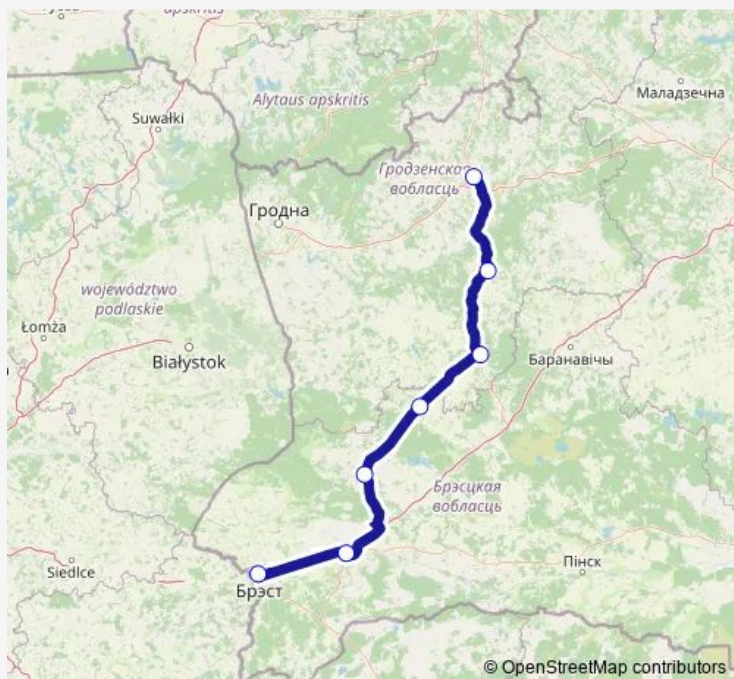 apskritis
Маладзечна
Alytaus apskritis
Suwałki
Гродзенская
вобласць
Гродна
województwo
podlaskie
Łomża
Białystok
Баранавічы
Брэсцкая
вобласць
Siedlce
Пінск
Брэст
© OpenStreetMap contributors